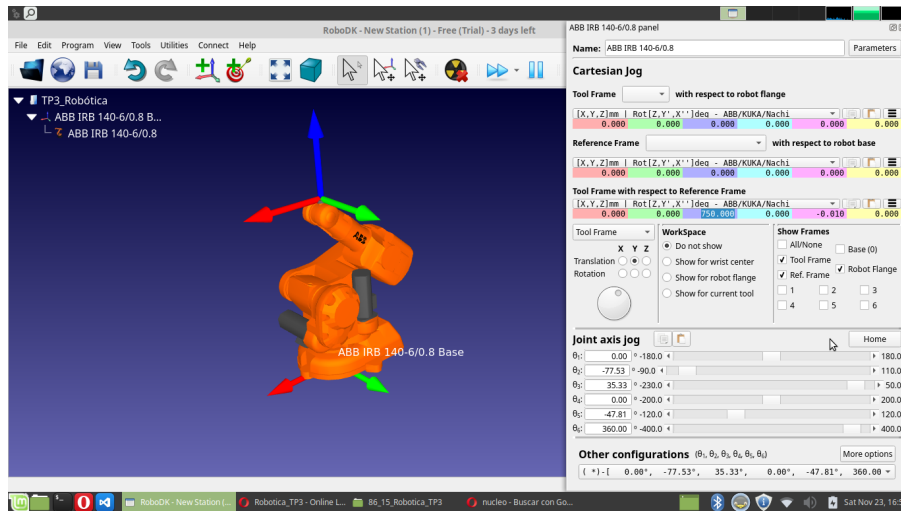 RoboDK - New Station (1) - Free (Trial) - 3 days left
File Edit Program View Tools Utilities Connect Help
TP3_Robótica
ABB IRB 140-6/0.8 B...
ABB IRB 140-6/0.8
ABB
ABB IRB 140-6/0.8 Base
ABB IRB 140-6/0.8 panel
Name: ABB IRB 140-6/0.8 Parameters
Cartesian Jog
Tool Frame with respect to robot flange
[X,Y,Z]mm | Rot[Z,Y',X'']deg - ABB/KUKA/Nachi
0.000 0.000 0.000 0.000 0.000 0.000
Reference Frame with respect to robot base
[X,Y,Z]mm | Rot[Z,Y',X'']deg - ABB/KUKA/Nachi
0.000 0.000 0.000 0.000 0.000 0.000
Tool Frame with respect to Reference Frame
[X,Y,Z]mm | Rot[Z,Y',X'']deg - ABB/KUKA/Nachi
0.000 0.000 750.000 0.000 -0.010 0.000
Tool Frame
X Y Z
Translation
Rotation
WorkSpace
Do not show
Show for wrist center
Show for robot flange
Show for current tool
Show Frames
All/None Base (0)
Tool Frame
Ref. Frame Robot Flange
1 2 3
4 5 6
Joint axis jog Home
θ₁: 0.00 ° -180.0 180.0
θ₂: -77.53 ° -90.0 110.0
θ₃: 35.33 ° -230.0 50.0
θ₄: 0.00 ° -200.0 200.0
θ₅: -47.81 ° -120.0 120.0
θ₆: 360.00 ° -400.0 400.0
Other configurations (θ₁, θ₂, θ₃, θ₄, θ₅, θ₆) More options
( *)-[ 0.00°, -77.53°, 35.33°, 0.00°, -47.81°, 360.00
RoboDK - New Station (... Robotica_TP3 - Online L... 86_15_Robotica_TP3 nucleo - Buscar con Go... Sat Nov 23, 16:5